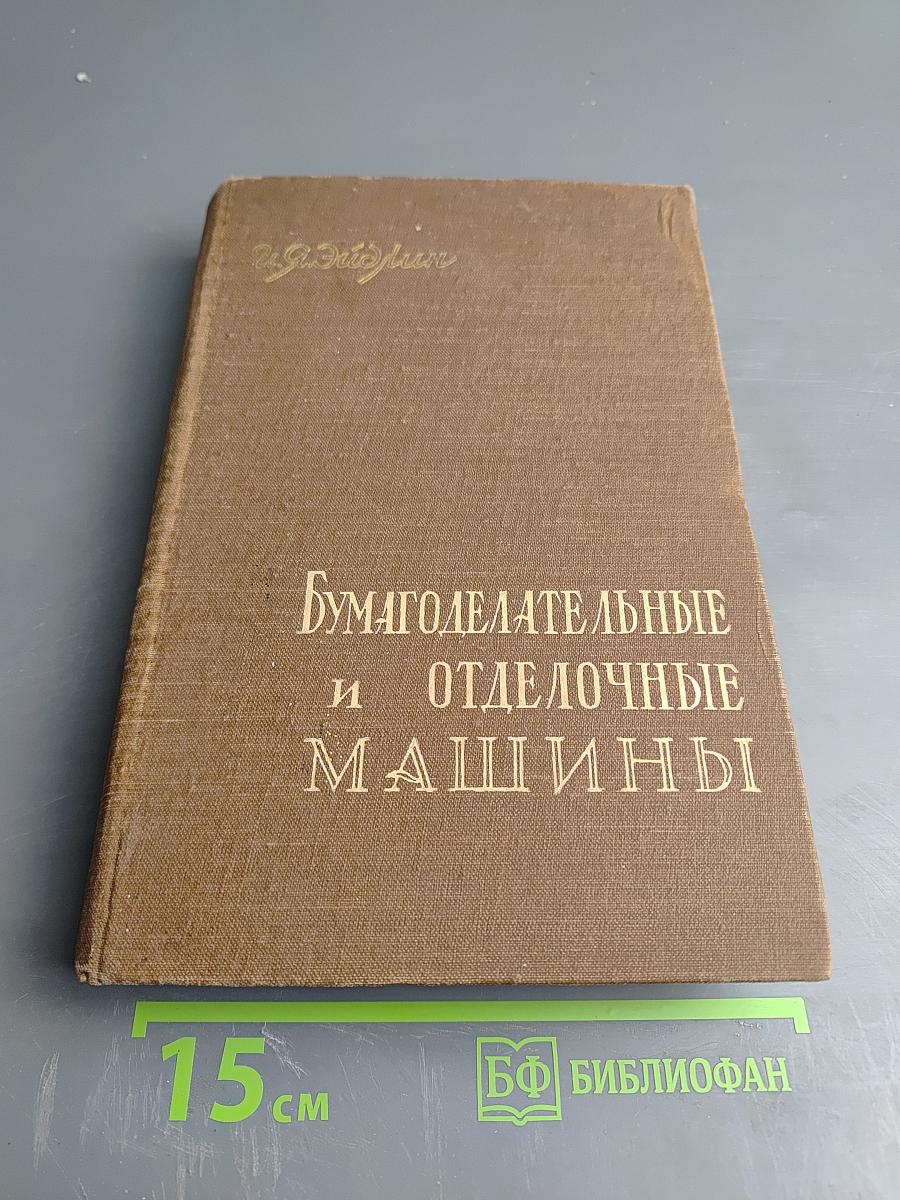 И. Я. Эйдлин
Бумагоделательные
и отделочные
машины
15 см
БФ БИБЛИОФАН